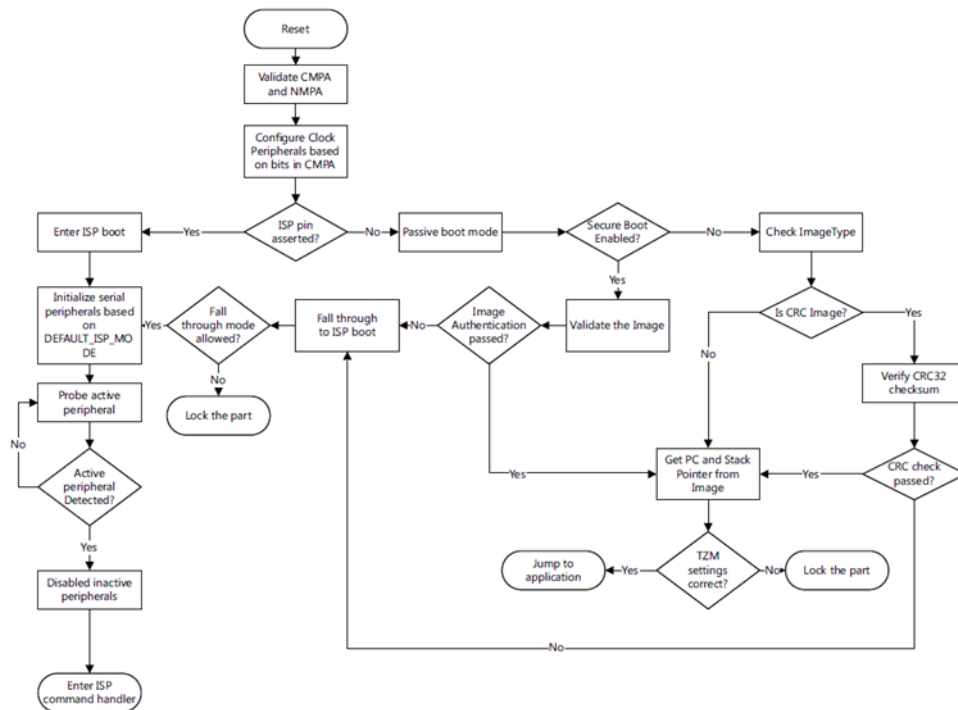 Reset
Validate CMPA
and NMPA
Configure Clock
Peripherals based
on bits in CMPA
ISP pin
asserted?
Yes
No
Enter ISP boot
Passive boot mode
Secure Boot
Enabled?
No
Yes
Check ImageType
Initialize serial
peripherals based
on
DEFAULT_ISP_MO
DE
Yes
Fall
through mode
allowed?
No
Lock the part
Fall through
to ISP boot
No
Image
Authentication
passed?
Yes
Validate the Image
Is CRC Image?
Yes
No
Verify CRC32
checksum
Probe active
peripheral
No
Active
peripheral
Detected?
Yes
Get PC and Stack
Pointer from
Image
Yes
CRC check
passed?
No
Disabled inactive
peripherals
Jump to
application
Yes
TZM
settings
correct?
No
Lock the part
Enter ISP
command handler